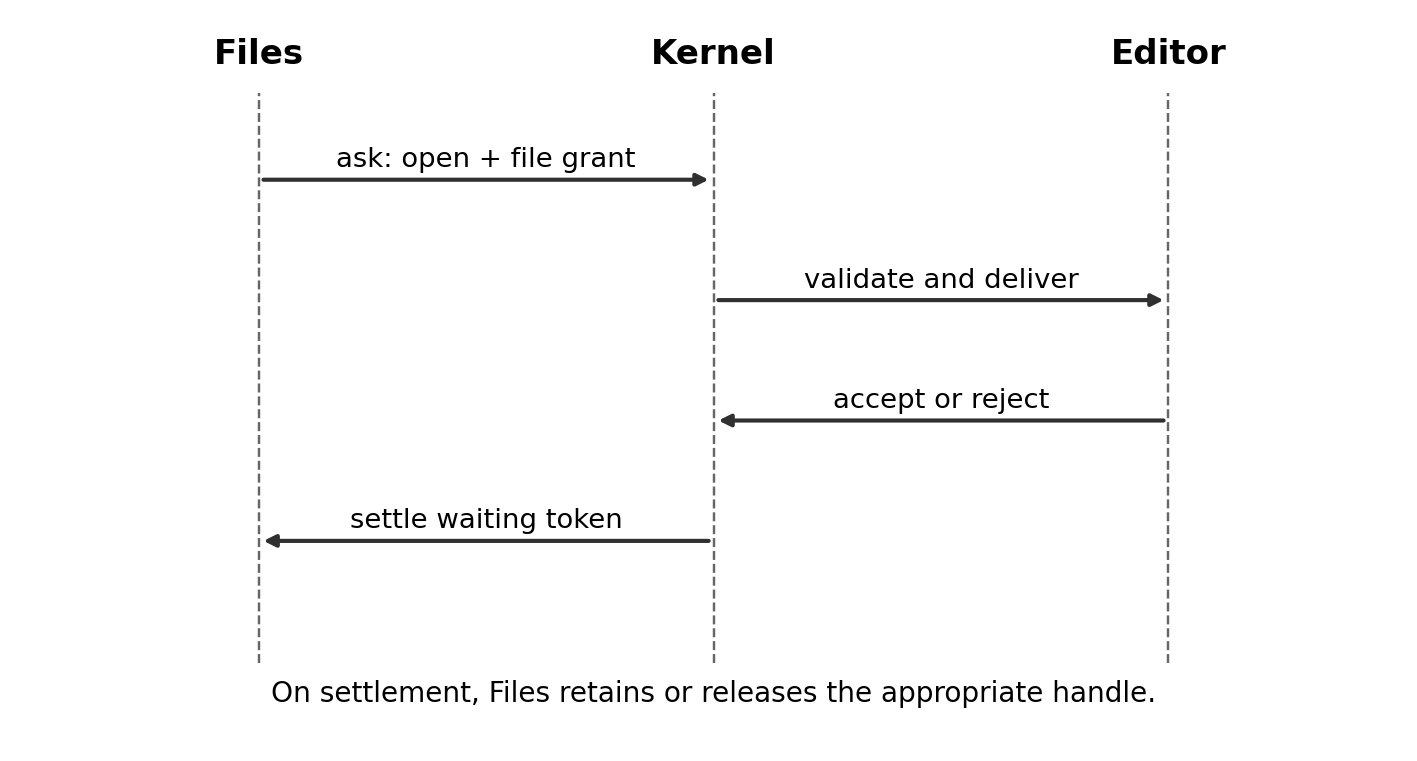 Files Kernel Editor
ask: open + file grant
validate and deliver
accept or reject
settle waiting token
On settlement, Files retains or releases the appropriate handle.